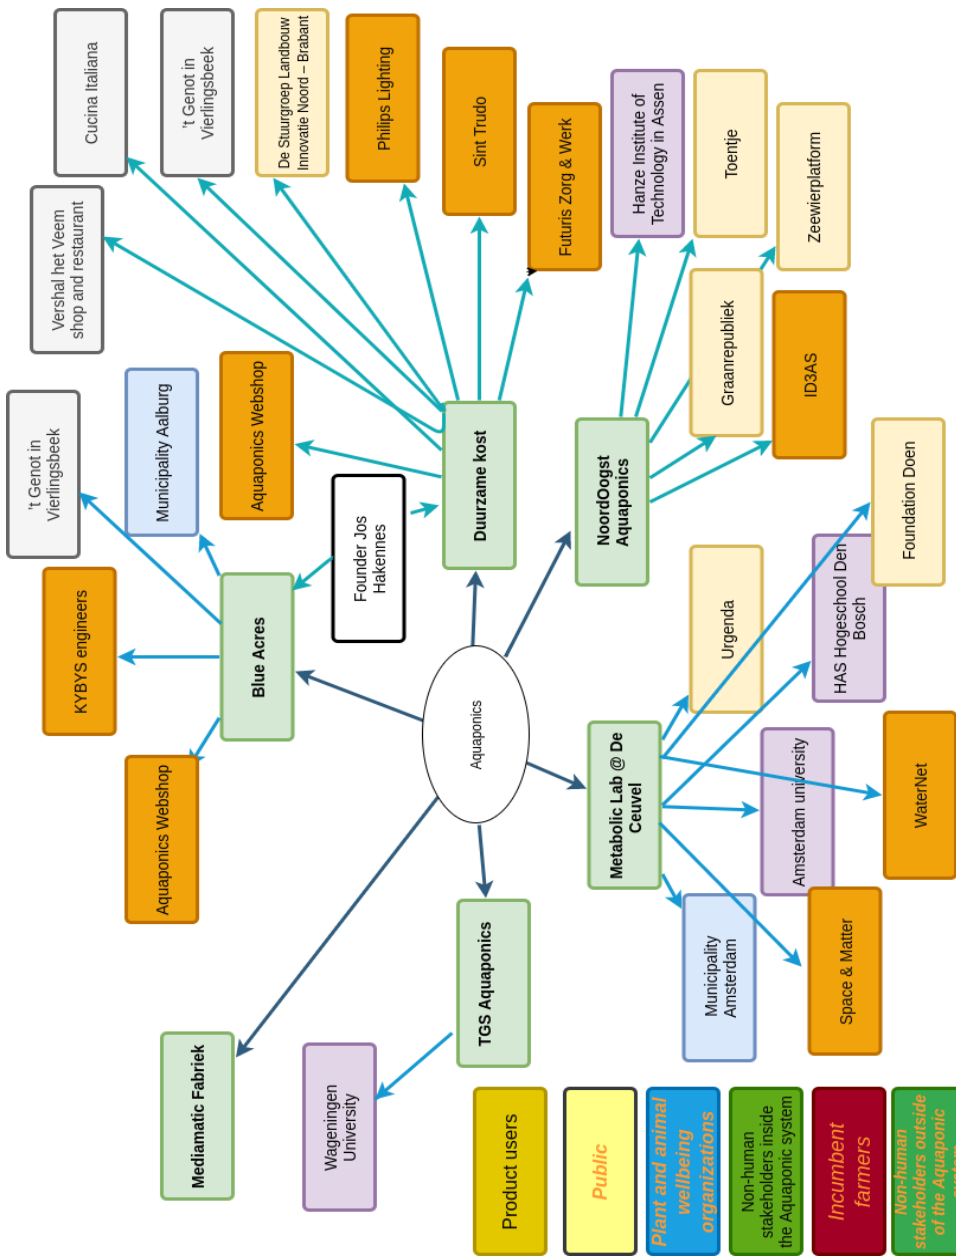 Cucina Italiana
't Genot in
Vierlingsbeek
De Stuurgroep Landbouw
Innovatie Noord – Brabant
Philips Lighting
Sint Trudo
Futuris Zorg & Werk
Hanze Institute of
Technology in Assen
Toentje
Zeewierplatform
Vershal het Veem
shop and restaurant
Graanrepubliek
ID3AS
't Genot in
Vierlingsbeek
Municipality Aalburg
Aquaponics Webshop
Duurzame kost
NoordOogst
Aquaponics
Foundation Doen
Founder Jos
Hakennes
KYBYS engineers
Blue Acres
Urgenda
HAS Hogeschool Den
Bosch
Aquaponics
Aquaponics Webshop
Metabolic Lab @ De
Ceuvel
Amsterdam university
WaterNet
TGS Aquaponics
Municipality
Amsterdam
Space & Matter
Mediamatic Fabriek
Wageningen
University
Product users
Public
Plant and animal
wellbeing
organizations
Non-human
stakeholders inside
the Aquaponic system
Incumbent
farmers
Non-human
stakeholders outside
of the Aquaponic